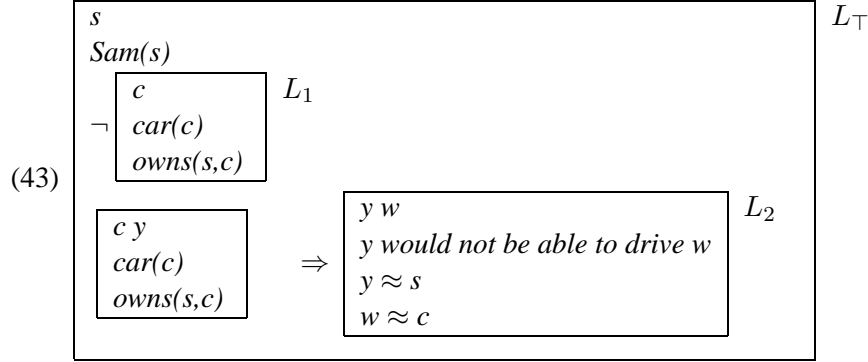 (43)
s
Sam(s)
¬
c
car(c)
owns(s,c)
L₁
c y
car(c)
owns(s,c)
⇒
y w
y would not be able to drive w
y ≈ s
w ≈ c
L₂
L⊤